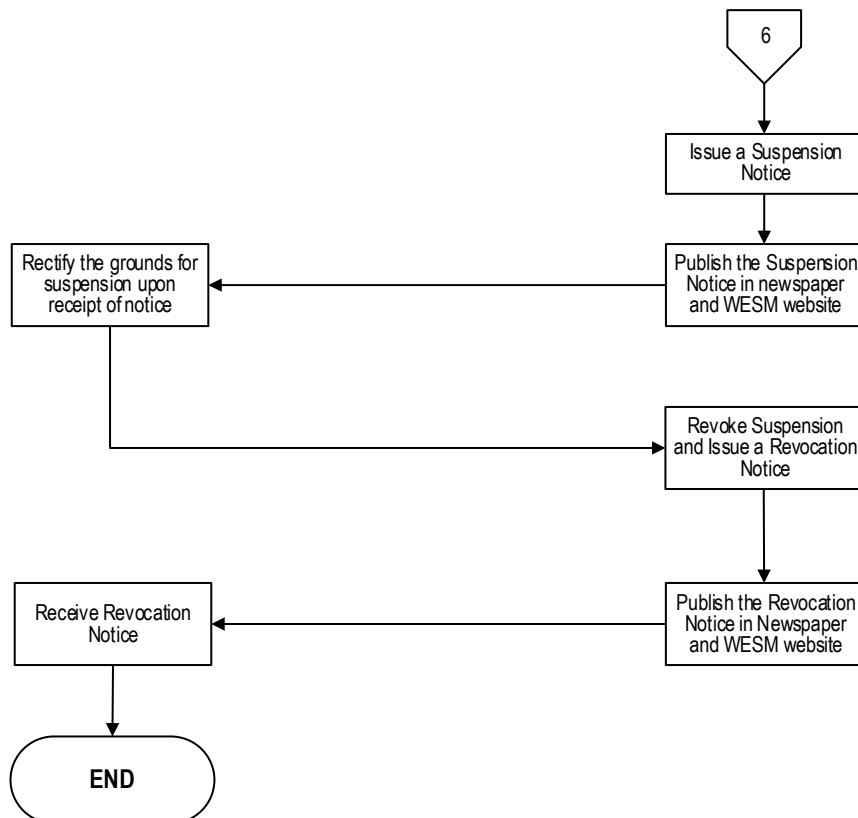 6
Issue a Suspension
Notice
Rectify the grounds for
suspension upon
receipt of notice
Publish the Suspension
Notice in newspaper
and WESM website
Revoke Suspension
and Issue a Revocation
Notice
Receive Revocation
Notice
Publish the Revocation
Notice in Newspaper
and WESM website
END